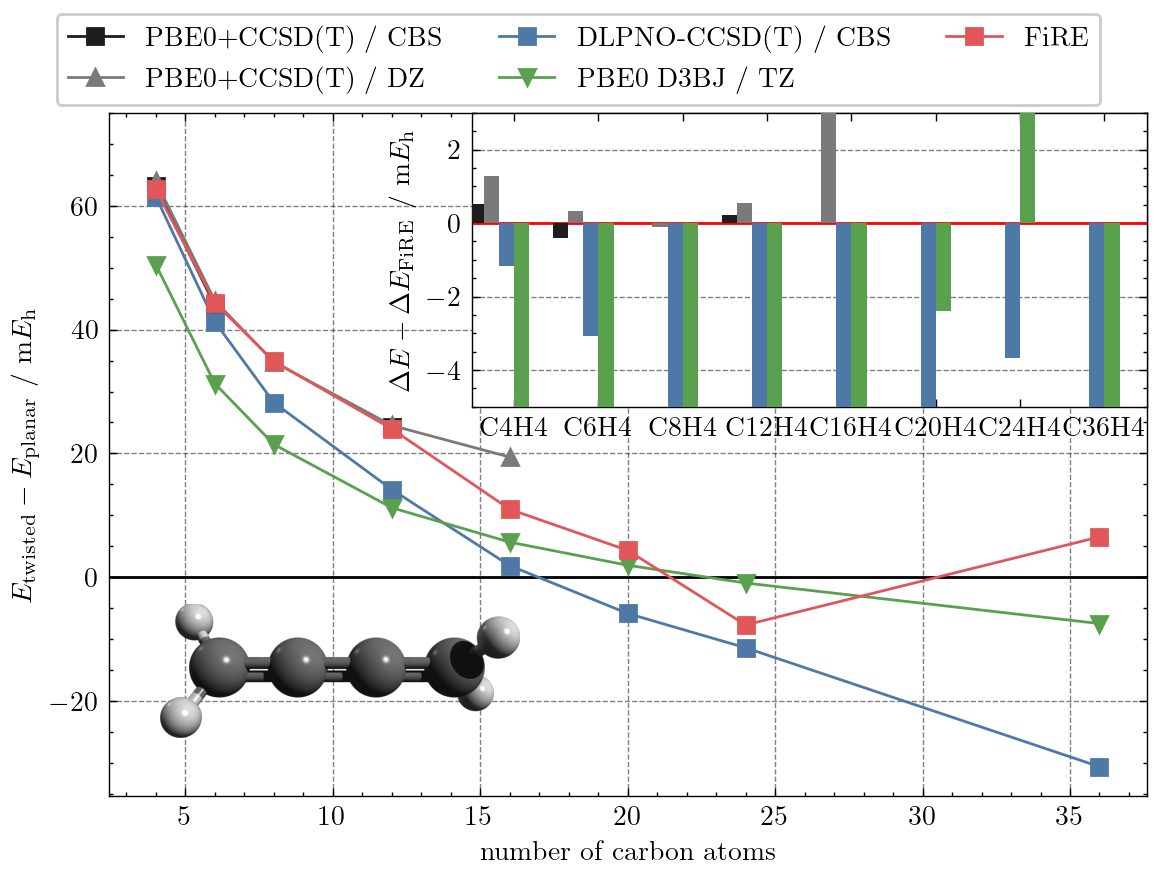 PBE0+CCSD(T) / CBS
DLPNO-CCSD(T) / CBS
FiRE
PBE0+CCSD(T) / DZ
PBE0 D3BJ / TZ
E_twisted − E_planar / mE_h
60
40
20
0
−20
5
10
15
20
25
30
35
number of carbon atoms
ΔE − ΔE_FiRE / mE_h
2
0
−2
−4
C4H4
C6H4
C8H4
C12H4
C16H4
C20H4
C24H4
C36H4